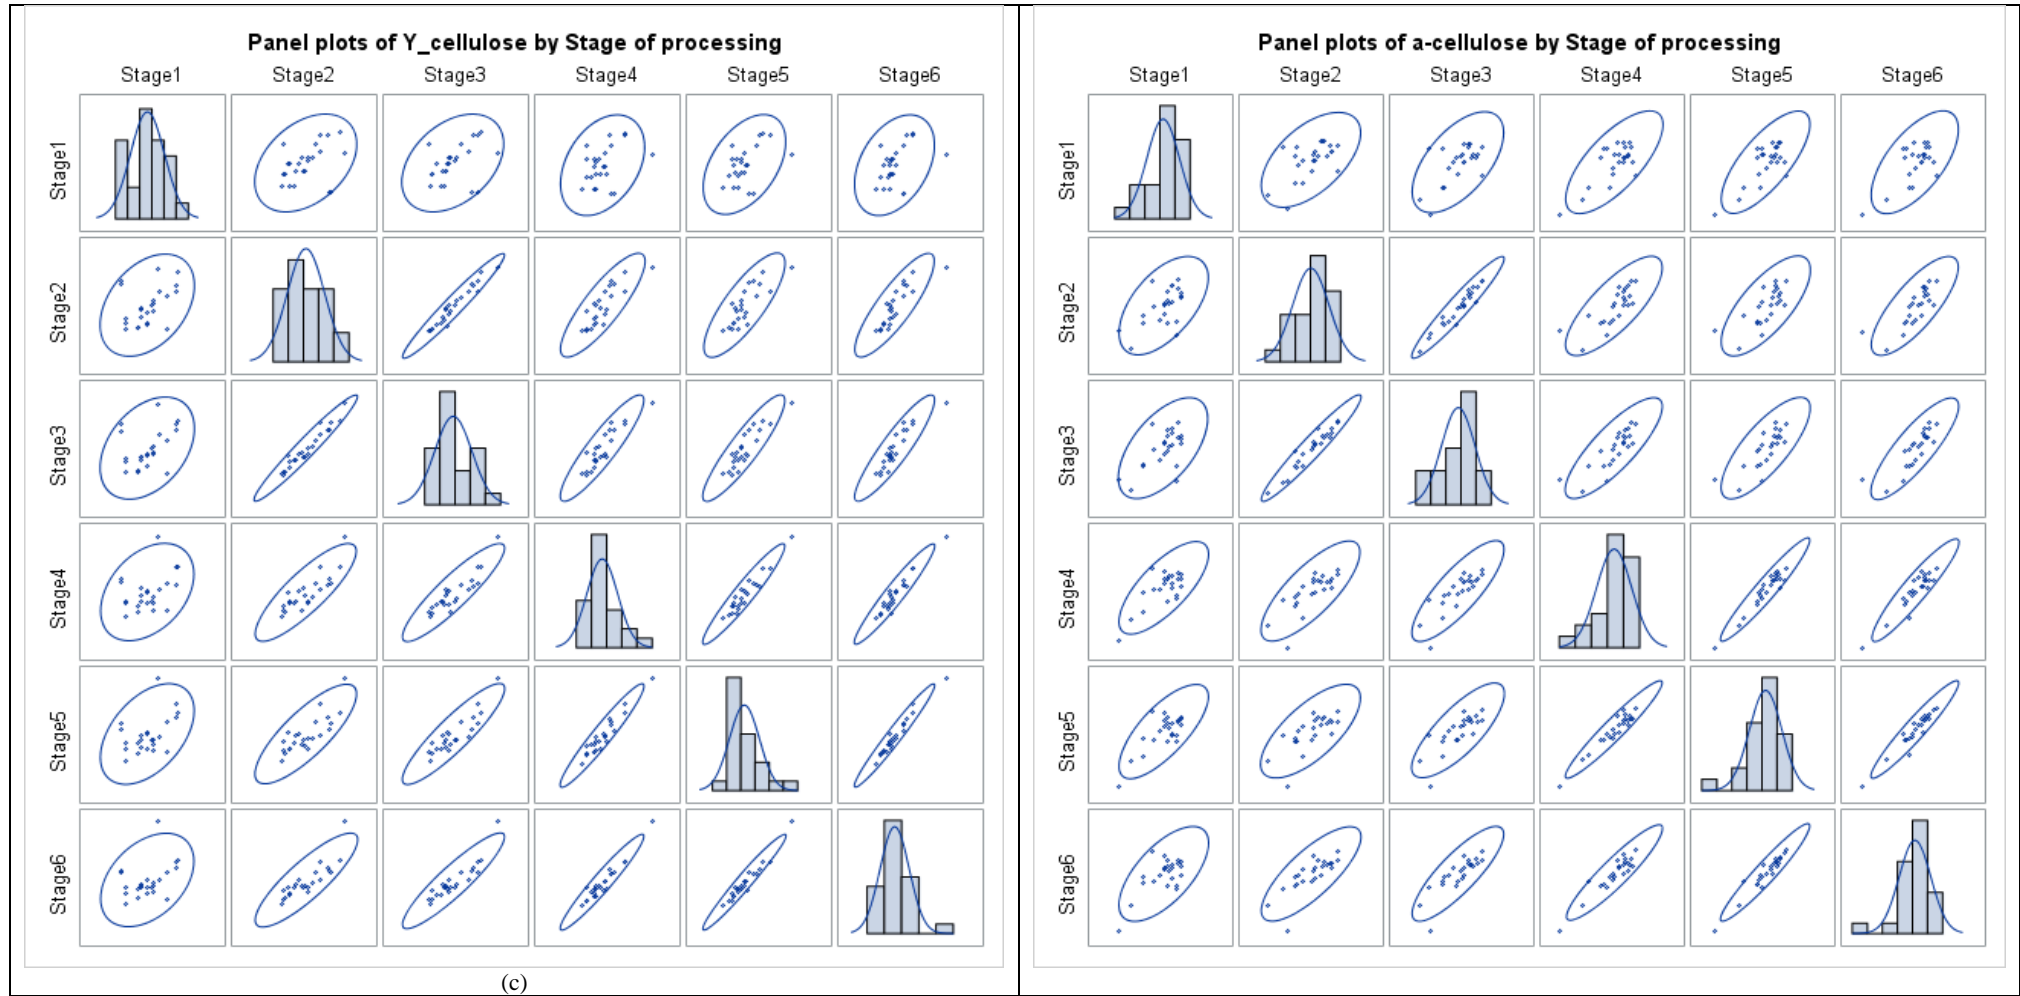 Panel plots of Y_cellulose by Stage of processing
Stage1 Stage2 Stage3 Stage4 Stage5 Stage6
Stage1
Stage2
Stage3
Stage4
Stage5
Stage6
(c)
Panel plots of a-cellulose by Stage of processing
Stage1 Stage2 Stage3 Stage4 Stage5 Stage6
Stage1
Stage2
Stage3
Stage4
Stage5
Stage6